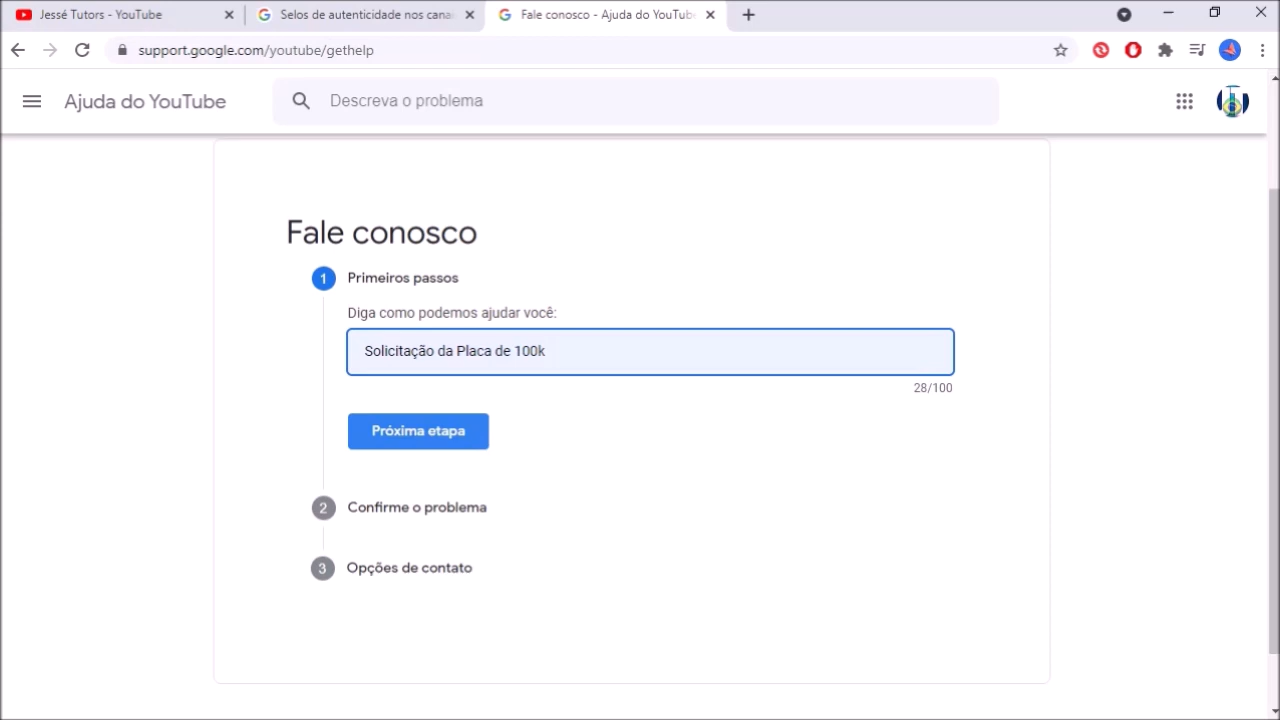 Jessé Tutors - YouTube
Selos de autenticidade nos cana
Fale conosco - Ajuda do YouTub
support.google.com/youtube/gethelp
Ajuda do YouTube
Descreva o problema
Fale conosco
1 Primeiros passos
Diga como podemos ajudar você:
Solicitação da Placa de 100k
28/100
Próxima etapa
2 Confirme o problema
3 Opções de contato